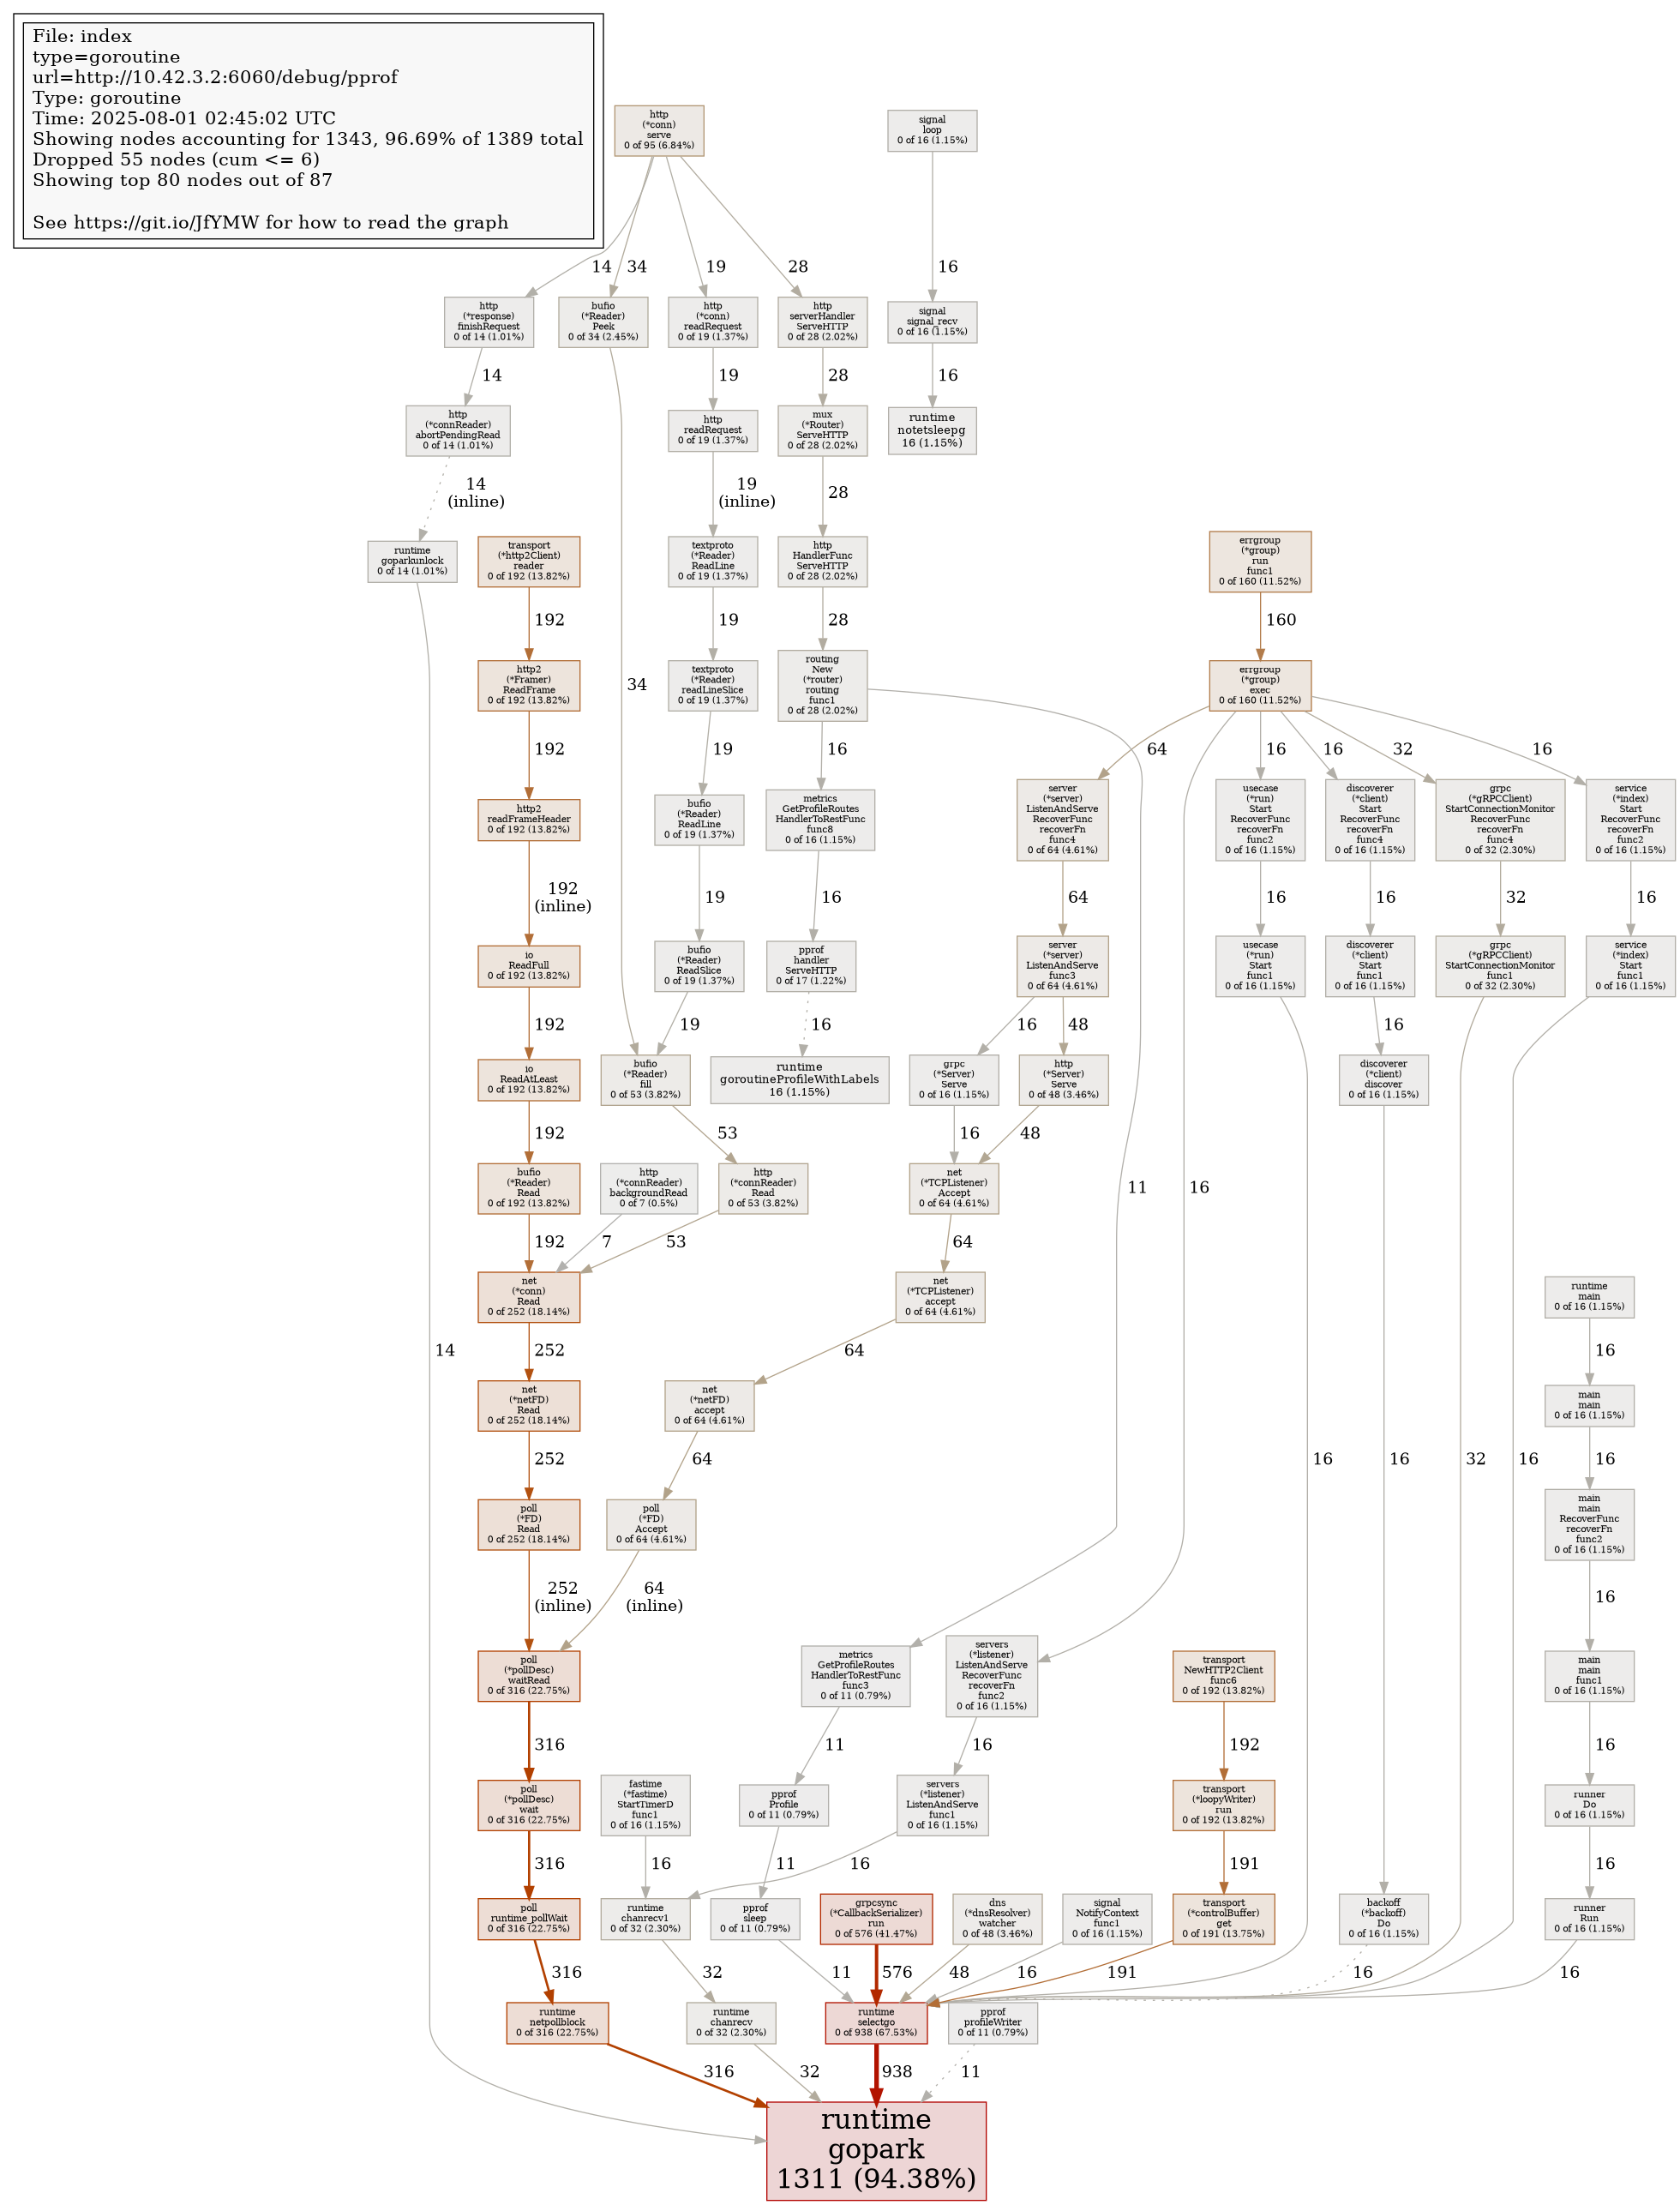 File: index
type=goroutine
url=http://10.42.3.2:6060/debug/pprof
Type: goroutine
Time: 2025-08-01 02:45:02 UTC
Showing nodes accounting for 1343, 96.69% of 1389 total
Dropped 55 nodes (cum <= 6)
Showing top 80 nodes out of 87
See https://git.io/JfYMW for how to read the graph
http
(*conn)
serve
0 of 95 (6.84%)
signal
loop
0 of 16 (1.15%)
14
34
19
28
16
http
(*response)
finishRequest
0 of 14 (1.01%)
bufio
(*Reader)
Peek
0 of 34 (2.45%)
http
(*conn)
readRequest
0 of 19 (1.37%)
http
serverHandler
ServeHTTP
0 of 28 (2.02%)
signal
signal_recv
0 of 16 (1.15%)
14
19
28
16
http
(*connReader)
abortPendingRead
0 of 14 (1.01%)
http
readRequest
0 of 19 (1.37%)
mux
(*Router)
ServeHTTP
0 of 28 (2.02%)
runtime
notetsleepg
16 (1.15%)
14
(inline)
19
(inline)
28
runtime
goparkunlock
0 of 14 (1.01%)
transport
(*http2Client)
reader
0 of 192 (13.82%)
textproto
(*Reader)
ReadLine
0 of 19 (1.37%)
http
HandlerFunc
ServeHTTP
0 of 28 (2.02%)
errgroup
(*group)
run
func1
0 of 160 (11.52%)
192
19
28
160
http2
(*Framer)
ReadFrame
0 of 192 (13.82%)
34
textproto
(*Reader)
readLineSlice
0 of 19 (1.37%)
routing
New
(*router)
routing
func1
0 of 28 (2.02%)
errgroup
(*group)
exec
0 of 160 (11.52%)
192
19
16
64
16
16
32
16
http2
readFrameHeader
0 of 192 (13.82%)
bufio
(*Reader)
ReadLine
0 of 19 (1.37%)
metrics
GetProfileRoutes
HandlerToRestFunc
func8
0 of 16 (1.15%)
server
(*server)
ListenAndServe
RecoverFunc
recoverFn
func4
0 of 64 (4.61%)
usecase
(*run)
Start
RecoverFunc
recoverFn
func2
0 of 16 (1.15%)
discoverer
(*client)
Start
RecoverFunc
recoverFn
func4
0 of 16 (1.15%)
grpc
(*gRPCClient)
StartConnectionMonitor
RecoverFunc
recoverFn
func4
0 of 32 (2.30%)
service
(*index)
Start
RecoverFunc
recoverFn
func2
0 of 16 (1.15%)
192
(inline)
19
16
64
16
16
32
16
io
ReadFull
0 of 192 (13.82%)
bufio
(*Reader)
ReadSlice
0 of 19 (1.37%)
pprof
handler
ServeHTTP
0 of 17 (1.22%)
server
(*server)
ListenAndServe
func3
0 of 64 (4.61%)
usecase
(*run)
Start
func1
0 of 16 (1.15%)
discoverer
(*client)
Start
func1
0 of 16 (1.15%)
grpc
(*gRPCClient)
StartConnectionMonitor
func1
0 of 32 (2.30%)
service
(*index)
Start
func1
0 of 16 (1.15%)
192
19
16
16
48
16
io
ReadAtLeast
0 of 192 (13.82%)
bufio
(*Reader)
fill
0 of 53 (3.82%)
runtime
goroutineProfileWithLabels
16 (1.15%)
grpc
(*Server)
Serve
0 of 16 (1.15%)
http
(*Server)
Serve
0 of 48 (3.46%)
discoverer
(*client)
discover
0 of 16 (1.15%)
192
53
16
48
bufio
(*Reader)
Read
0 of 192 (13.82%)
http
(*connReader)
backgroundRead
0 of 7 (0.5%)
http
(*connReader)
Read
0 of 53 (3.82%)
net
(*TCPListener)
Accept
0 of 64 (4.61%)
11
16
192
7
53
64
net
(*conn)
Read
0 of 252 (18.14%)
net
(*TCPListener)
accept
0 of 64 (4.61%)
runtime
main
0 of 16 (1.15%)
14
252
64
16
net
(*netFD)
Read
0 of 252 (18.14%)
net
(*netFD)
accept
0 of 64 (4.61%)
main
main
0 of 16 (1.15%)
252
64
16
16
32
16
16
poll
(*FD)
Read
0 of 252 (18.14%)
poll
(*FD)
Accept
0 of 64 (4.61%)
main
main
RecoverFunc
recoverFn
func2
0 of 16 (1.15%)
252
(inline)
64
(inline)
16
poll
(*pollDesc)
waitRead
0 of 316 (22.75%)
metrics
GetProfileRoutes
HandlerToRestFunc
func3
0 of 11 (0.79%)
servers
(*listener)
ListenAndServe
RecoverFunc
recoverFn
func2
0 of 16 (1.15%)
transport
NewHTTP2Client
func6
0 of 192 (13.82%)
main
main
func1
0 of 16 (1.15%)
316
11
16
192
16
poll
(*pollDesc)
wait
0 of 316 (22.75%)
fastime
(*fastime)
StartTimerD
func1
0 of 16 (1.15%)
pprof
Profile
0 of 11 (0.79%)
servers
(*listener)
ListenAndServe
func1
0 of 16 (1.15%)
transport
(*loopyWriter)
run
0 of 192 (13.82%)
runner
Do
0 of 16 (1.15%)
316
16
11
16
191
16
poll
runtime_pollWait
0 of 316 (22.75%)
runtime
chanrecv1
0 of 32 (2.30%)
pprof
sleep
0 of 11 (0.79%)
grpcsync
(*CallbackSerializer)
run
0 of 576 (41.47%)
dns
(*dnsResolver)
watcher
0 of 48 (3.46%)
signal
NotifyContext
func1
0 of 16 (1.15%)
transport
(*controlBuffer)
get
0 of 191 (13.75%)
backoff
(*backoff)
Do
0 of 16 (1.15%)
runner
Run
0 of 16 (1.15%)
316
32
11
576
48
16
191
16
16
runtime
netpollblock
0 of 316 (22.75%)
runtime
chanrecv
0 of 32 (2.30%)
runtime
selectgo
0 of 938 (67.53%)
pprof
profileWriter
0 of 11 (0.79%)
316
32
938
11
runtime
gopark
1311 (94.38%)